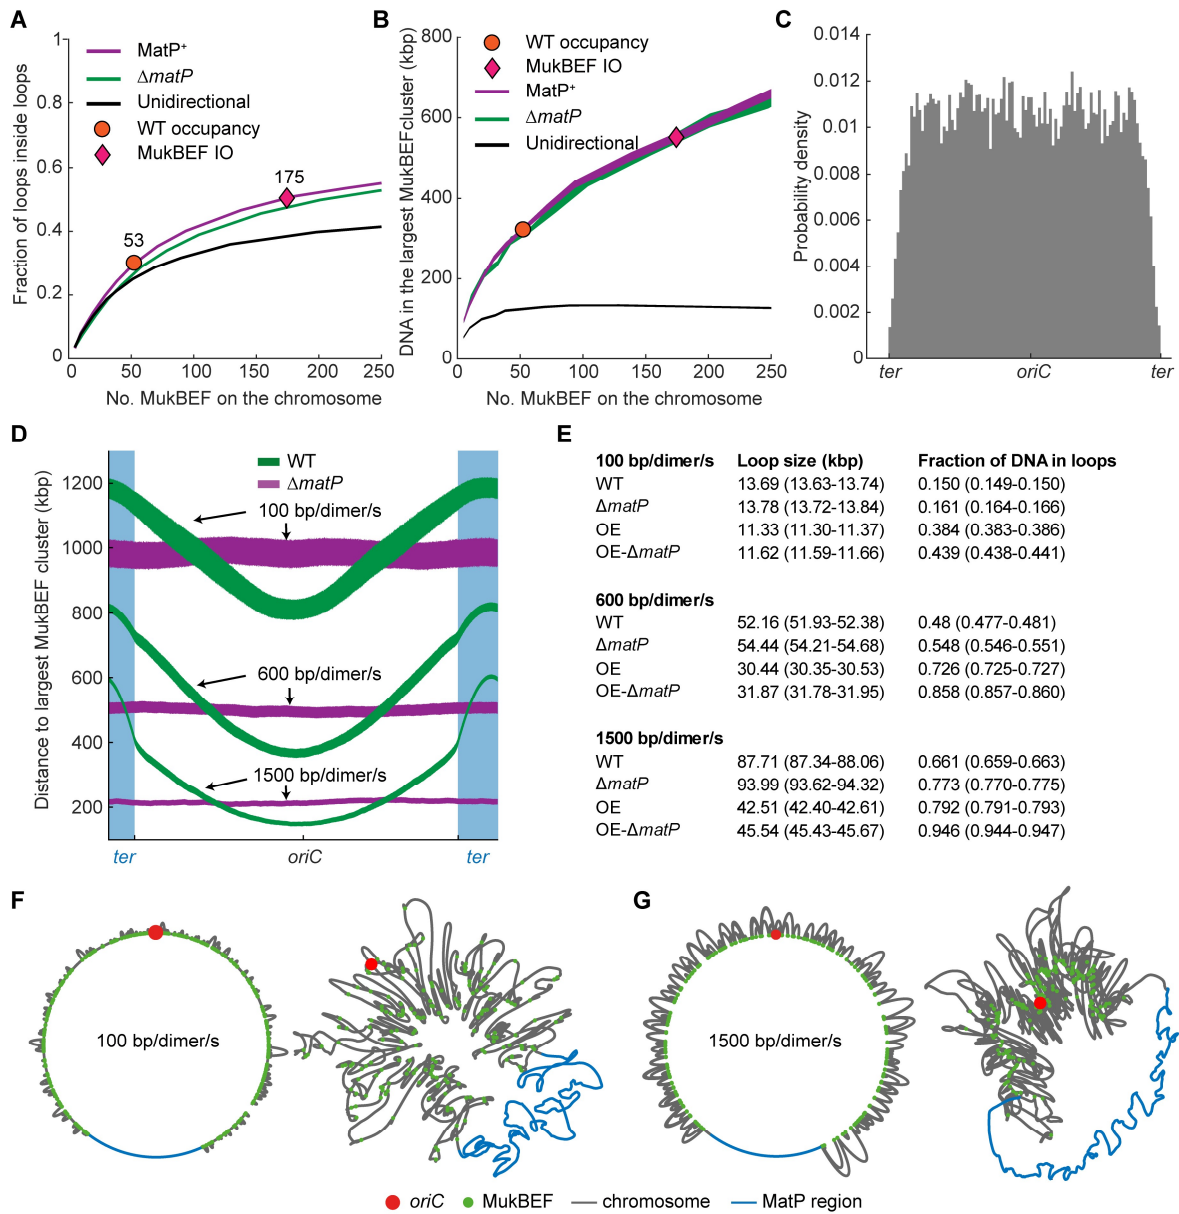 A
Fraction of loops inside loops
1
0.8
0.6
0.4
0.2
0
MatP+
ΔmatP
Unidirectional
WT occupancy
MukBEF IO
53
175
0 50 100 150 200 250
No. MukBEF on the chromosome
B
DNA in the largest MukBEF cluster (kbp)
800
600
400
200
0
WT occupancy
MukBEF IO
MatP+
ΔmatP
Unidirectional
0 50 100 150 200 250
No. MukBEF on the chromosome
C
Probability density
0.014
0.012
0.01
0.008
0.006
0.004
0.002
0
ter oriC ter
D
Distance to largest MukBEF cluster (kbp)
1200
1000
800
600
400
200
WT
ΔmatP
100 bp/dimer/s
600 bp/dimer/s
1500 bp/dimer/s
ter oriC ter
E
100 bp/dimer/s Loop size (kbp) Fraction of DNA in loops
WT 13.69 (13.63-13.74) 0.150 (0.149-0.150)
ΔmatP 13.78 (13.72-13.84) 0.161 (0.164-0.166)
OE 11.33 (11.30-11.37) 0.384 (0.383-0.386)
OE-ΔmatP 11.62 (11.59-11.66) 0.439 (0.438-0.441)
600 bp/dimer/s
WT 52.16 (51.93-52.38) 0.48 (0.477-0.481)
ΔmatP 54.44 (54.21-54.68) 0.548 (0.546-0.551)
OE 30.44 (30.35-30.53) 0.726 (0.725-0.727)
OE-ΔmatP 31.87 (31.78-31.95) 0.858 (0.857-0.860)
1500 bp/dimer/s
WT 87.71 (87.34-88.06) 0.661 (0.659-0.663)
ΔmatP 93.99 (93.62-94.32) 0.773 (0.770-0.775)
OE 42.51 (42.40-42.61) 0.792 (0.791-0.793)
OE-ΔmatP 45.54 (45.43-45.67) 0.946 (0.944-0.947)
F
100 bp/dimer/s
G
1500 bp/dimer/s
oriC MukBEF chromosome MatP region